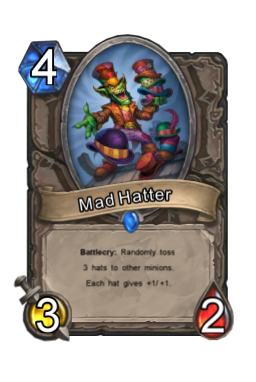 4
Mad Hatter
Battlecry: Randomly toss
3 hats to other minions.
Each hat gives +1/+1.
3
2